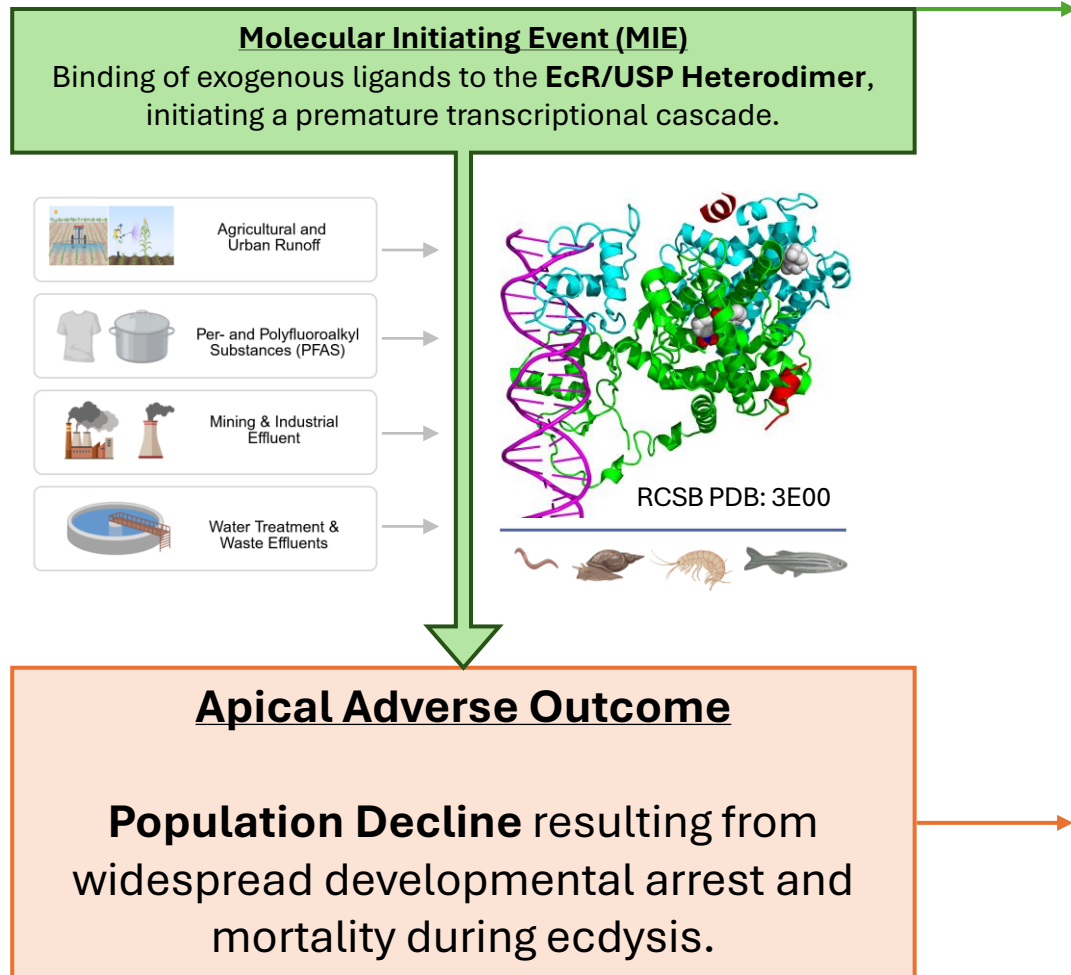 Molecular Initiating Event (MIE)
Binding of exogenous ligands to the EcR/USP Heterodimer,
initiating a premature transcriptional cascade.
Agricultural and
Urban Runoff
Per- and Polyfluoroalkyl
Substances (PFAS)
Mining & Industrial
Effluent
Water Treatment &
Waste Effluents
RCSB PDB: 3E00
Apical Adverse Outcome
Population Decline resulting from
widespread developmental arrest and
mortality during ecdysis.